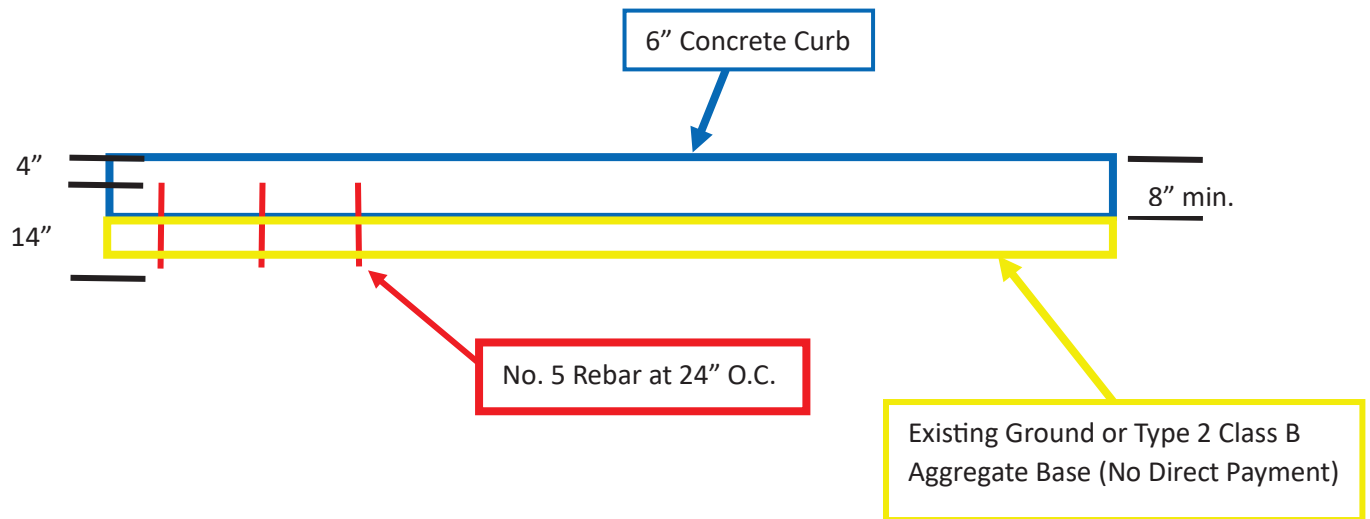 6” Concrete Curb
4”
8” min.
14”
No. 5 Rebar at 24” O.C.
Existing Ground or Type 2 Class B
Aggregate Base (No Direct Payment)